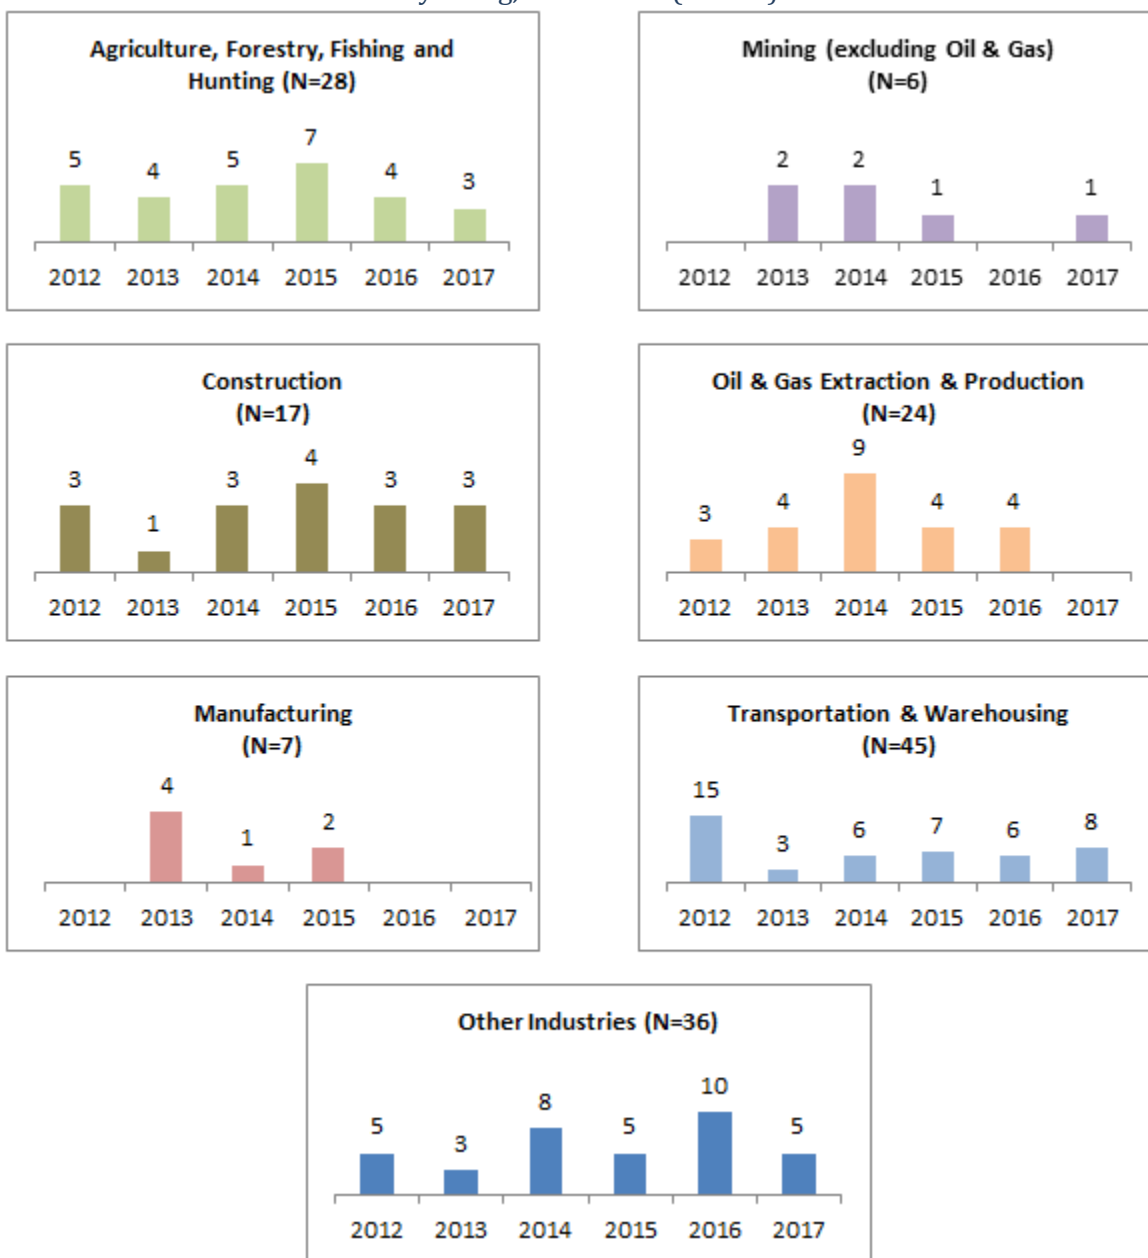 Agriculture, Forestry, Fishing and
Hunting (N=28)
5 4 5 7 4 3
2012 2013 2014 2015 2016 2017
Mining (excluding Oil & Gas)
(N=6)
2 2 1 1
2012 2013 2014 2015 2016 2017
Construction
(N=17)
3 1 3 4 3 3
2012 2013 2014 2015 2016 2017
Oil & Gas Extraction & Production
(N=24)
3 4 9 4 4
2012 2013 2014 2015 2016 2017
Manufacturing
(N=7)
4 1 2
2012 2013 2014 2015 2016 2017
Transportation & Warehousing
(N=45)
15 3 6 7 6 8
2012 2013 2014 2015 2016 2017
Other Industries (N=36)
5 3 8 5 10 5
2012 2013 2014 2015 2016 2017